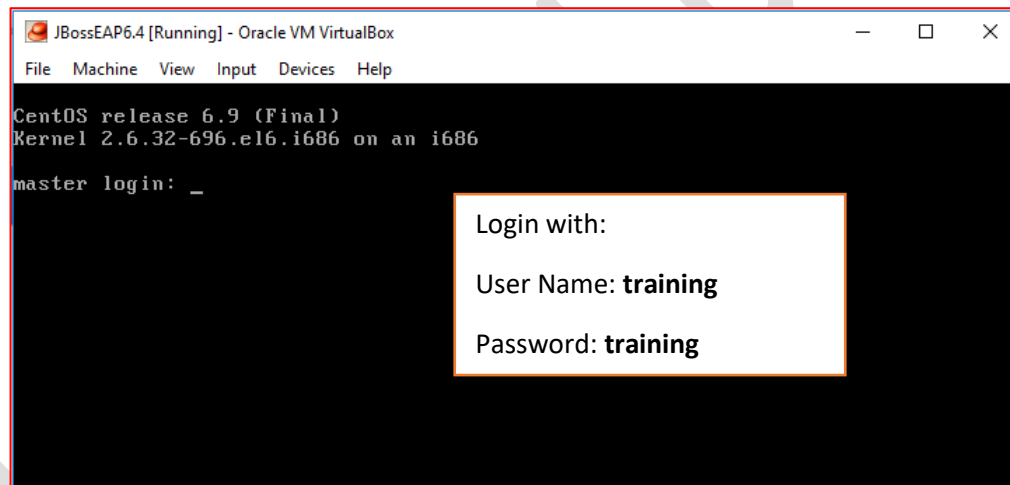 JBossEAP6.4 [Running] - Oracle VM VirtualBox
File Machine View Input Devices Help
CentOS release 6.9 (Final)
Kernel 2.6.32-696.el6.i686 on an i686
master login: _
Login with:
User Name: training
Password: training